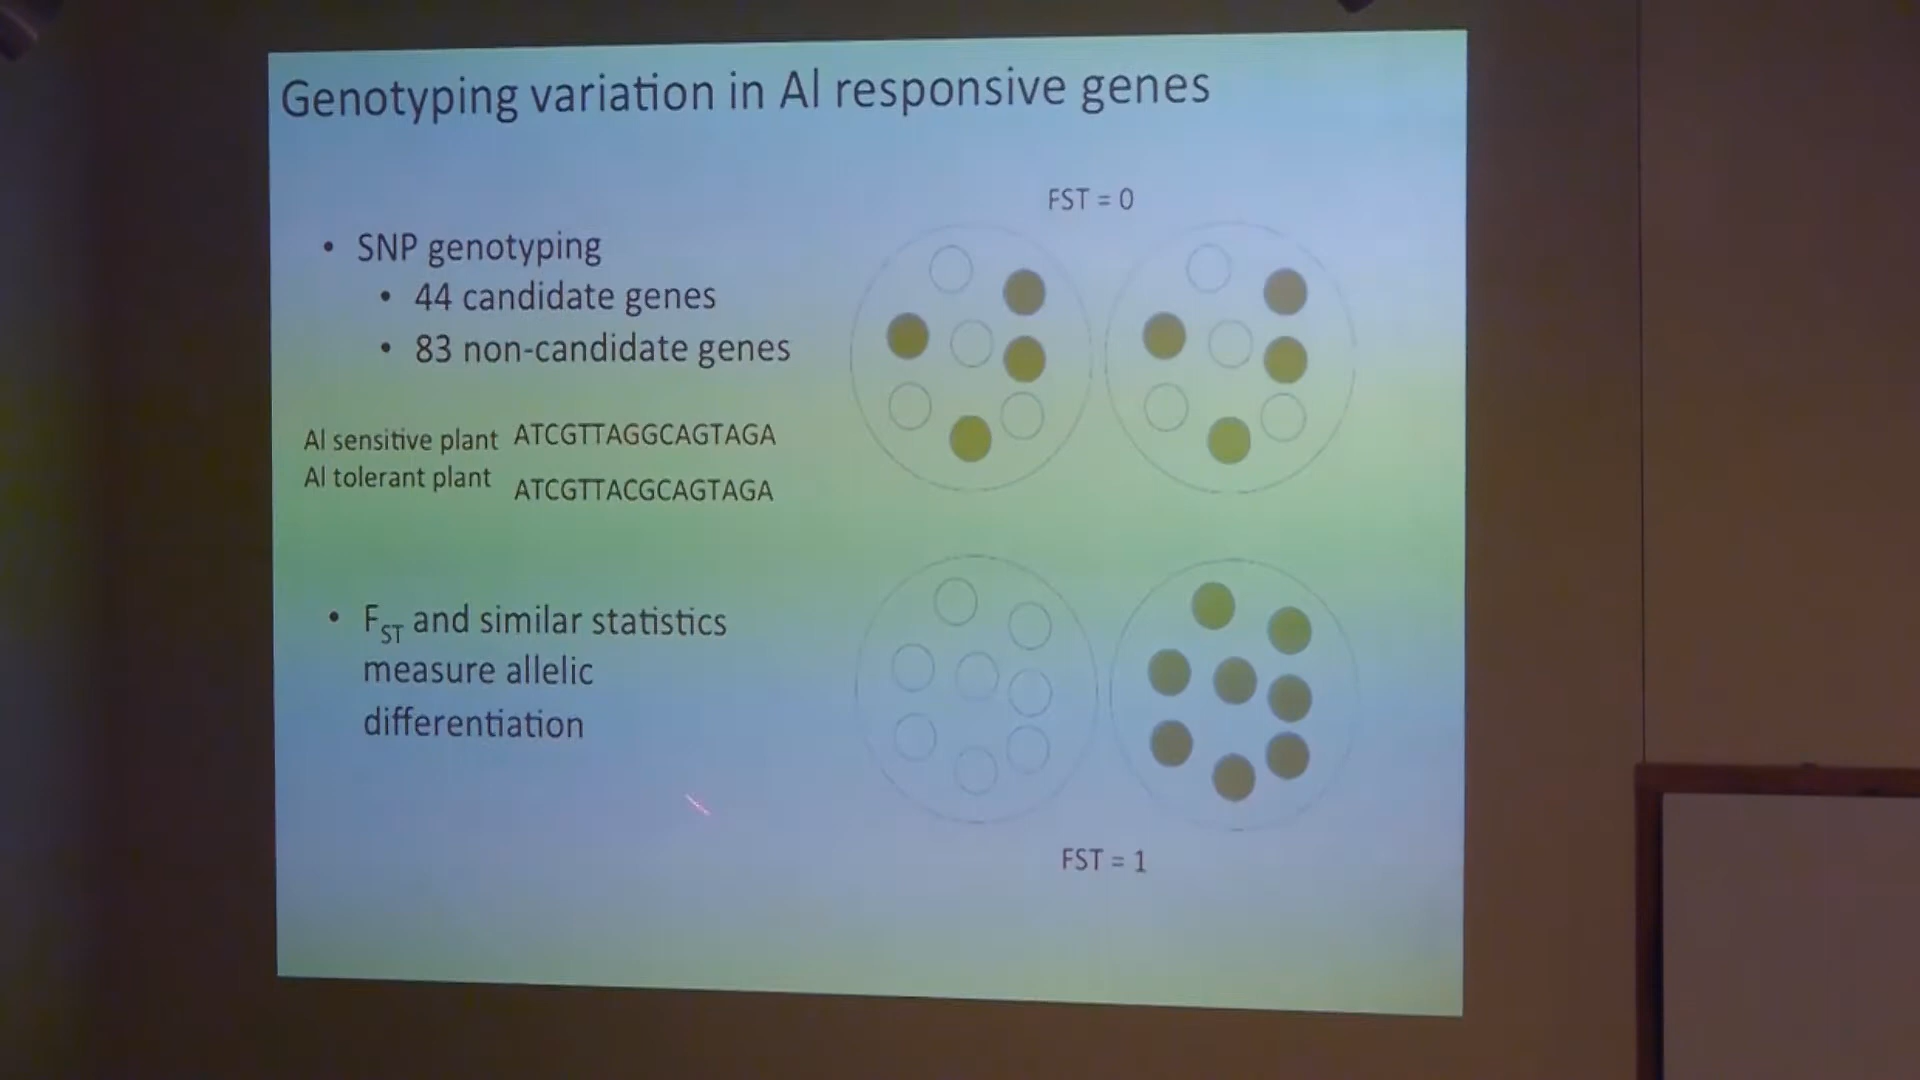 Genotyping variation in Al responsive genes
FST = 0
• SNP genotyping
• 44 candidate genes
• 83 non-candidate genes
Al sensitive plant ATCGTTAGGCAGTAGA
Al tolerant plant ATCGTTACGCAGTAGA
• FST and similar statistics
measure allelic
differentiation
FST = 1